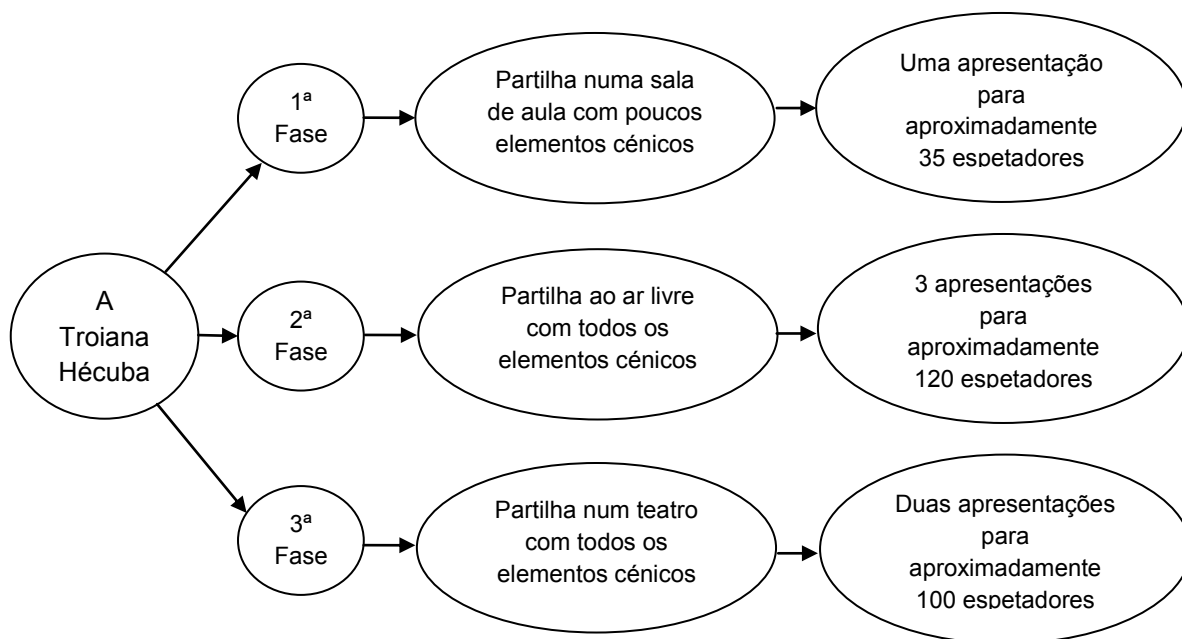 A
Troiana
Hécuba
1ª
Fase
Partilha numa sala
de aula com poucos
elementos cénicos
Uma apresentação
para
aproximadamente
35 espetadores
2ª
Fase
Partilha ao ar livre
com todos os
elementos cénicos
3 apresentações
para
aproximadamente
120 espetadores
3ª
Fase
Partilha num teatro
com todos os
elementos cénicos
Duas apresentações
para
aproximadamente
100 espetadores